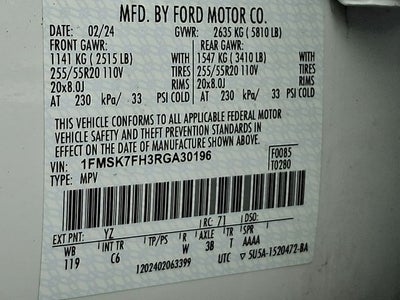 MFD. BY FORD MOTOR CO.
DATE: 02/24 GVWR: 2635 KG (5810 LB)
FRONT GAWR: REAR GAWR:
1141 KG (2515 LB) 1547 KG (3410 LB)
255/55R20 110V TIRES 255/55R20 110V TIRES
20x8.0J RIMS 20x8.0J RIMS
AT 230 kPa/ 33 PSI COLD AT 230 kPa/ 33 PSI COLD
THIS VEHICLE CONFORMS TO ALL APPLICABLE FEDERAL MOTOR
VEHICLE SAFETY AND THEFT PREVENTION STANDARDS IN
EFFECT ON THE DATE OF MANUFACTURE SHOWN ABOVE.
VIN: 1FMSK7FH3RGA30196 F0085
TYPE: MPV T0280
EXT PNT: YZ RC: 71
WB INT TR TP/PS R AXLE TR
119 C6 W 3B T AAAA
1202402063399 UTC 5U5A-1520472-BA